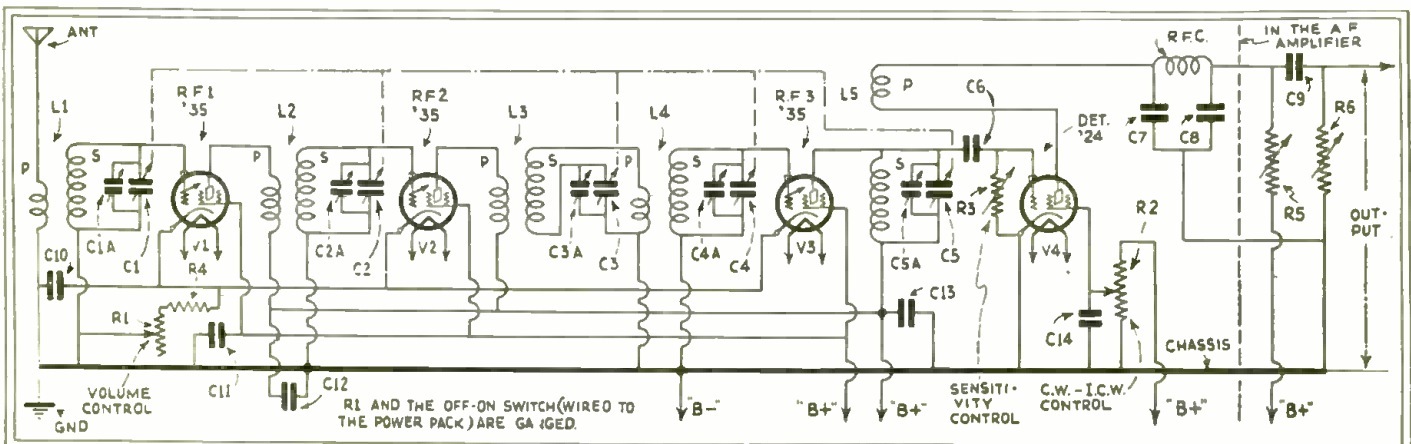 ANT
IN THE A F
AMPLIFIER
R.F.C.
L1
RF1
'35
L2
RF2
'35
L3
L4
RF3
'35
L5
P
C6
DET.
'24
C7
C8
C9
R6
P
S
P
S
P
S
S
S
R3
R5
OUT-
PUT
C1A
C1
V1
C2A
C2
V2
C3A
C3
C4A
C4
V3
C5A
C5
V4
R2
C10
R4
R1
C11
C13
C14
CHASSIS
VOLUME
CONTROL
C12
R1 AND THE OFF-ON SWITCH (WIRED TO
THE POWER PACK) ARE GANGED.
"B-"
"B+"
"B+"
SENSITI-
VITY
CONTROL
C.W.-I.C.W.
CONTROL
"B+"
"B+"
GND